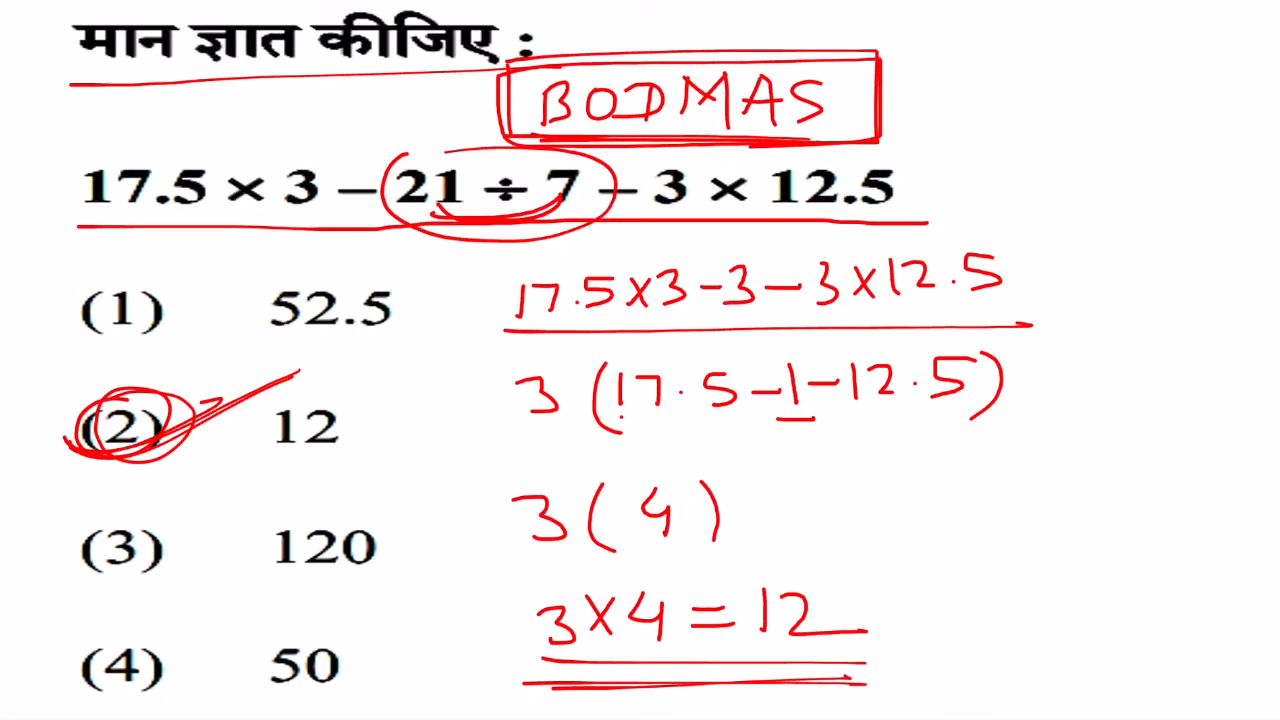 मान ज्ञात कीजिए :
BODMAS
17.5 × 3 – 21 ÷ 7 – 3 × 12.5
(1) 52.5
17.5×3-3-3×12.5
3 (17.5-1-12.5)
(2) 12
3 (4)
(3) 120
3×4=12
(4) 50